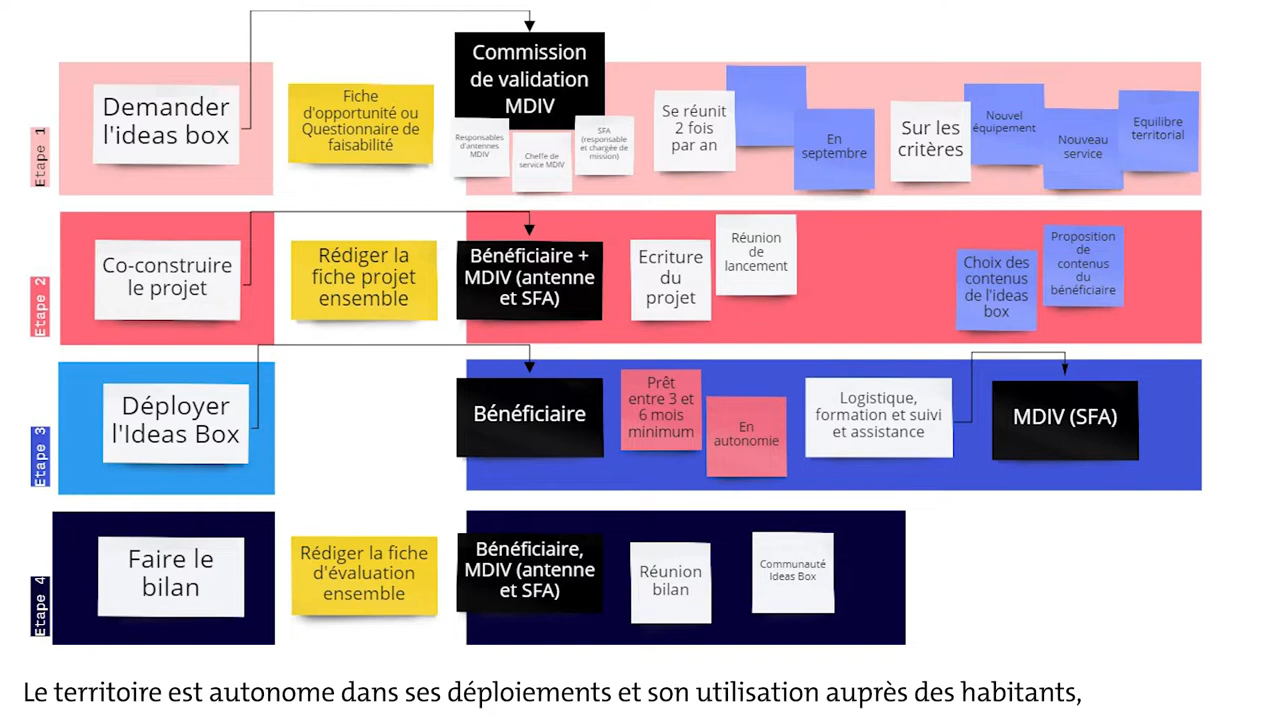 Etape 1
Demander
l'ideas box
Fiche
d'opportunité ou
Questionnaire de
faisabilité
Commission
de validation
MDIV
Responsables
d'antennes
MDIV
Cheffe de
service MDIV
SFA
(responsable
et chargée de
mission)
Se réunit
2 fois
par an
En
septembre
Sur les
critères
Nouvel
équipement
Nouveau
service
Equilibre
territorial
Etape 2
Co-construire
le projet
Rédiger la
fiche projet
ensemble
Bénéficiaire +
MDIV (antenne
et SFA)
Ecriture
du
projet
Réunion
de
lancement
Choix des
contenus
de l'ideas
box
Proposition
de
contenus
du
bénéficiaire
Etape 3
Déployer
l'Ideas Box
Bénéficiaire
Prêt
entre 3 et
6 mois
minimum
En
autonomie
Logistique,
formation et suivi
et assistance
MDIV (SFA)
Etape 4
Faire le
bilan
Rédiger la fiche
d'évaluation
ensemble
Bénéficiaire,
MDIV (antenne
et SFA)
Réunion
bilan
Communauté
Ideas Box
Le territoire est autonome dans ses déploiements et son utilisation auprès des habitants,